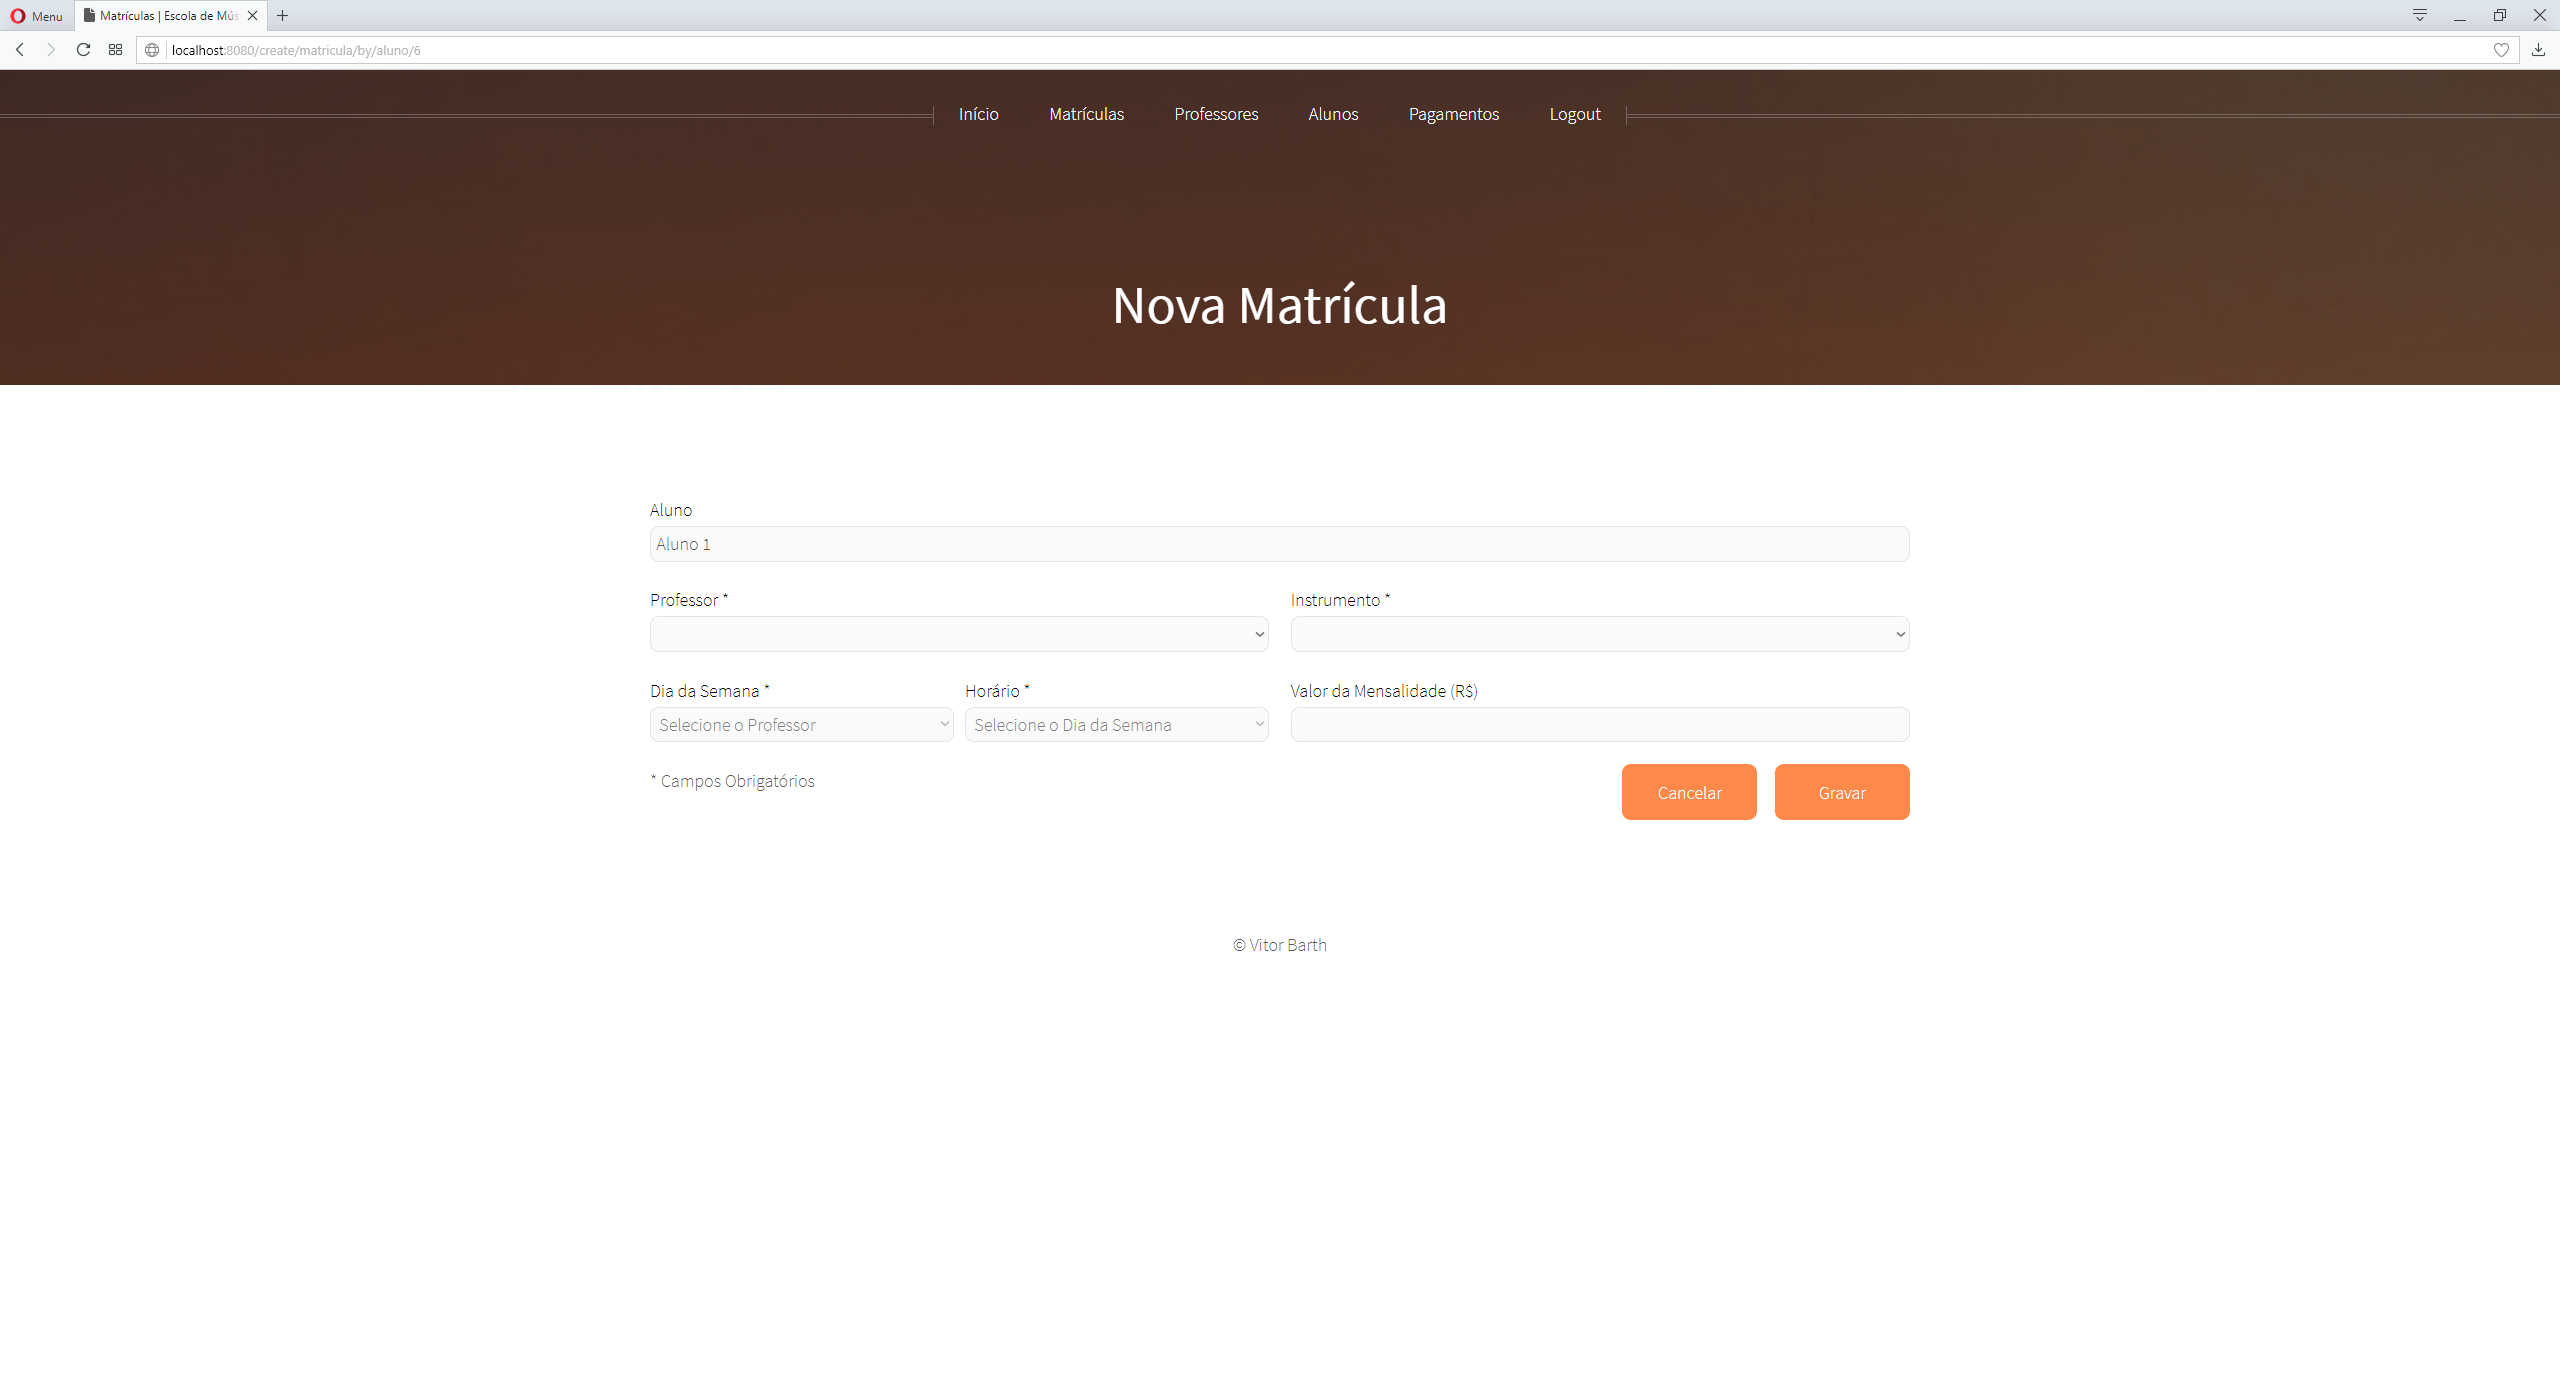 Menu
Matrículas | Escola de Mús
localhost:8080/create/matricula/by/aluno/6
Início Matrículas Professores Alunos Pagamentos Logout
Nova Matrícula
Aluno
Aluno 1
Professor * Instrumento *
Dia da Semana * Horário * Valor da Mensalidade (R$)
Selecione o Professor Selecione o Dia da Semana
* Campos Obrigatórios Cancelar Gravar
© Vitor Barth